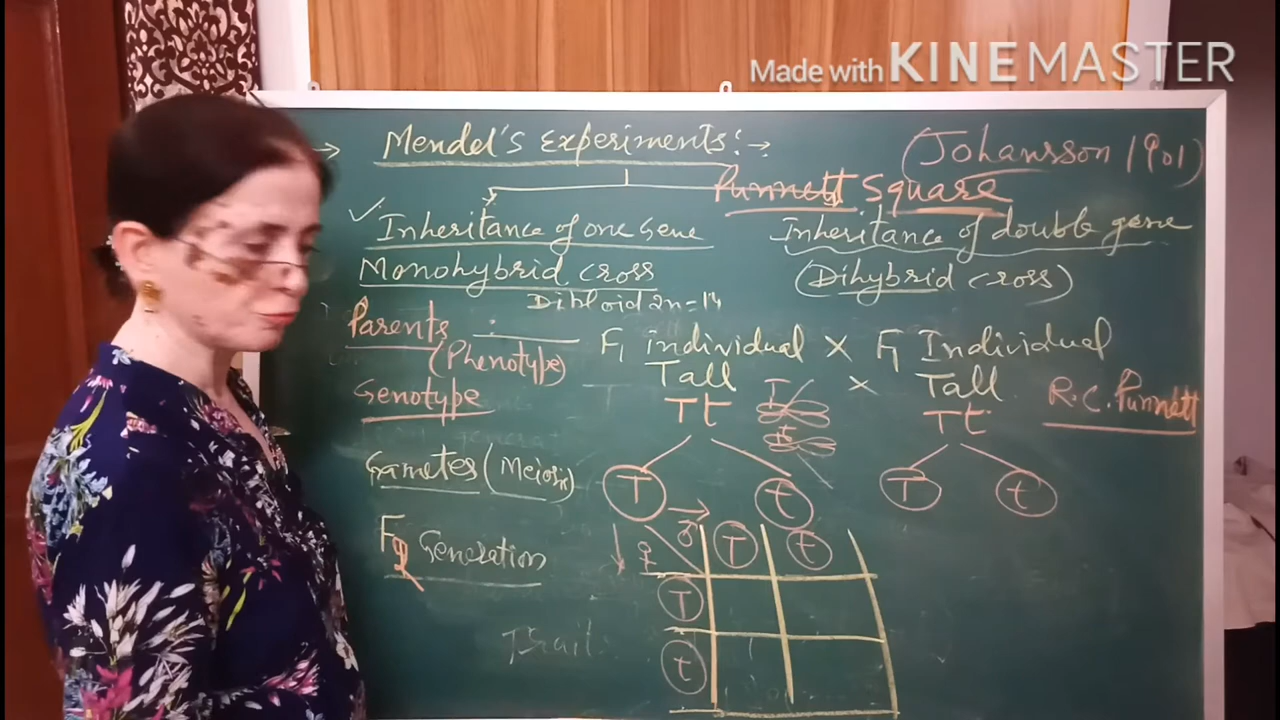 Made with KINEMASTER
→ Mendel's Experiments:→
(Johansson 1901)
Punnett Square
✓ Inheritance of one Gene
Inheritance of double gene
Monohybrid cross
(Dihybrid cross)
Diploid 2n=14
Parents
(Phenotype)
F1 individual × F1 Individual
Tall × Tall
Genotype
Tt Tt
R.C. Punnett
Gametes (Meiosis)
T t T t
F2 Generation
♂ T t
♀
T
t